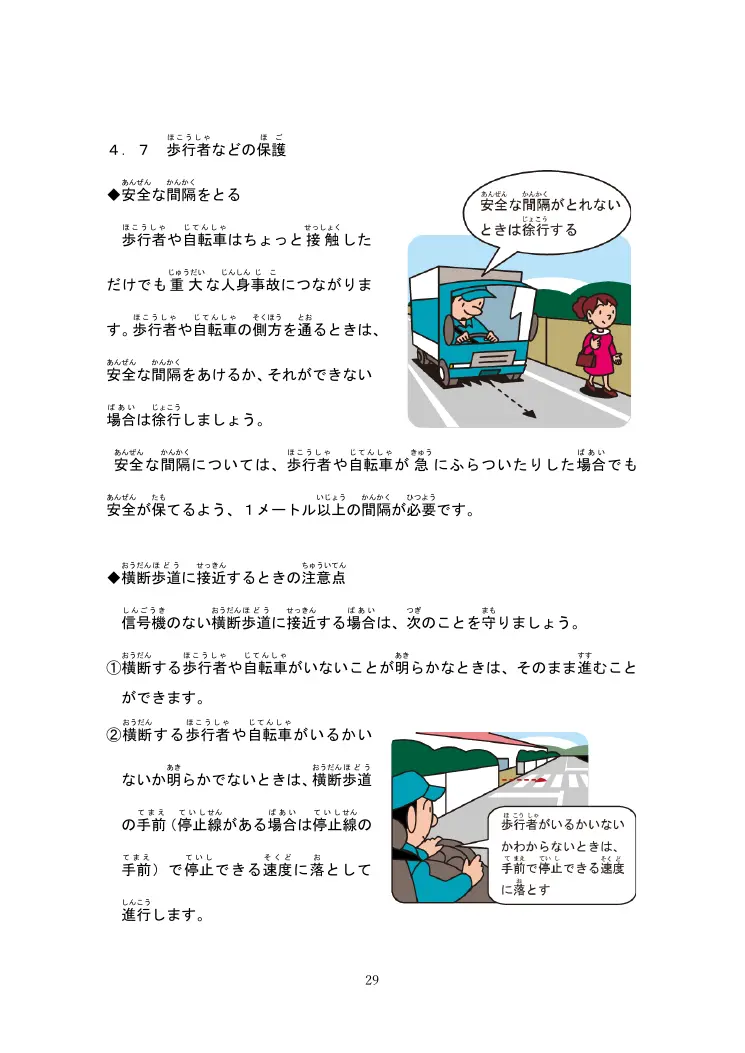 ４．７　歩行者などの保護
◆安全な間隔をとる
歩行者や自転車はちょっと接触した
だけでも重大な人身事故につながりま
す。歩行者や自転車の側方を通るときは、
安全な間隔をあけるか、それができない
場合は徐行しましょう。
安全な間隔がとれない
ときは徐行する
安全な間隔については、歩行者や自転車が急にふらついたりした場合でも
安全が保てるよう、１メートル以上の間隔が必要です。
◆横断歩道に接近するときの注意点
信号機のない横断歩道に接近する場合は、次のことを守りましょう。
①横断する歩行者や自転車がいないことが明らかなときは、そのまま進むこと
ができます。
②横断する歩行者や自転車がいるかい
ないか明らかでないときは、横断歩道
の手前（停止線がある場合は停止線の
手前）で停止できる速度に落として
進行します。
歩行者がいるかいない
かわからないときは、
手前で停止できる速度
に落とす
29